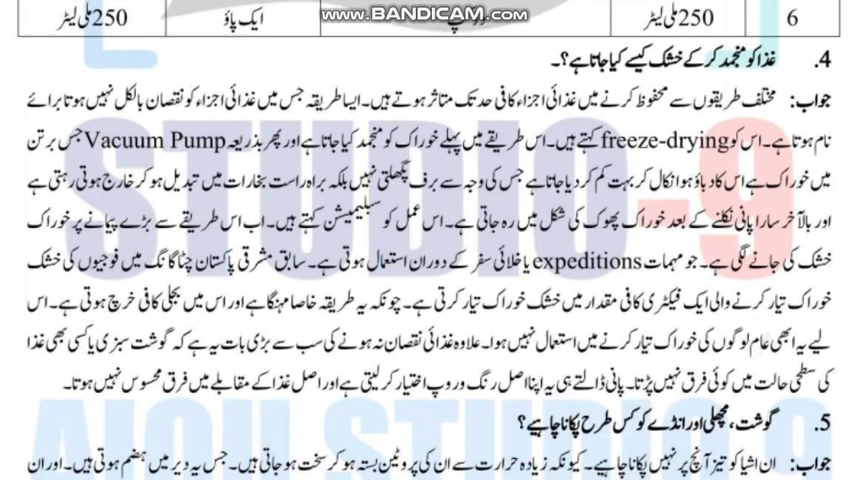 www.BANDICAM.com
6 250 ملی لیٹر ایک پاؤ 250 ملی لیٹر
4. غذا کو منجمد کر کے خشک کیسے کیا جاتا ہے؟۔
جواب: مختلف طریقوں سے محفوظ کرنے میں غذائی اجزاء کافی حد تک متاثر ہوتے ہیں۔ ایسا طریقہ جس میں غذائی اجزاء کو نقصان بالکل نہیں ہوتا برائے
نام ہوتا ہے۔ اس کو freeze-drying کہتے ہیں۔ اس طریقے میں پہلے خوراک کو منجمد کیا جاتا ہے اور پھر بذریعہ Vacuum Pump جس برتن
میں خوراک ہے اس کا دباؤ ہوا نکال کر بہت کم کر دیا جاتا ہے جس کی وجہ سے برف پگھلتی نہیں بلکہ براہ راست بخارات میں تبدیل ہو کر خارج ہوتی رہتی ہے
اور بالآخر سارا پانی نکلنے کے بعد خوراک پھوک کی شکل میں رہ جاتی ہے۔ اس عمل کو سبلیمیشن کہتے ہیں۔ اب اس طریقے سے بڑے پیمانے پر خوراک
خشک کی جانے لگی ہے۔ جو مہمات expeditions یا خلائی سفر کے دوران استعمال ہوتی ہے۔ سابق مشرقی پاکستان چٹاگانگ میں فوجیوں کی خشک
خوراک تیار کرنے والی ایک فیکٹری کافی مقدار میں خشک خوراک تیار کرتی ہے۔ چونکہ یہ طریقہ خاصا مہنگا ہے اور اس میں بجلی کافی خرچ ہوتی ہے۔ اس
لیے یہ ابھی عام لوگوں کی خوراک تیار کرنے میں استعمال نہیں ہوا۔ علاوہ غذائی نقصان نہ ہونے کی سب سے بڑی بات یہ ہے کہ گوشت سبزی یا کسی بھی غذا
کی سطحی حالت میں کوئی فرق نہیں پڑتا۔ پانی ڈالتے ہی یہ اپنا اصل رنگ و روپ اختیار کر لیتی ہے اور اصل غذا کے مقابلے میں فرق محسوس نہیں ہوتا۔
5. گوشت، مچھلی اور انڈے کو کس طرح پکانا چاہیے؟
جواب: ان اشیا کو تیز آنچ پر نہیں پکانا چاہیے۔ کیونکہ زیادہ حرارت سے ان کی پروٹین بستہ ہو کر سخت ہو جاتی ہیں۔ جس یہ دیر میں ہضم ہوتی ہیں۔ اور ان
STUDIO-9
AIOU STUDIO-9